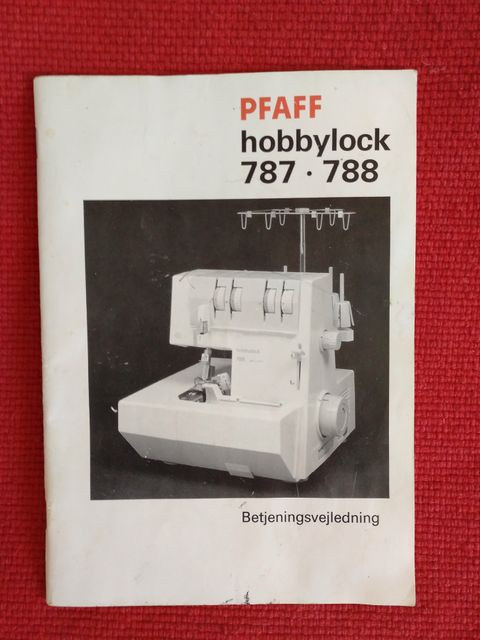 PFAFF
hobbylock
787 · 788
Betjeningsvejledning